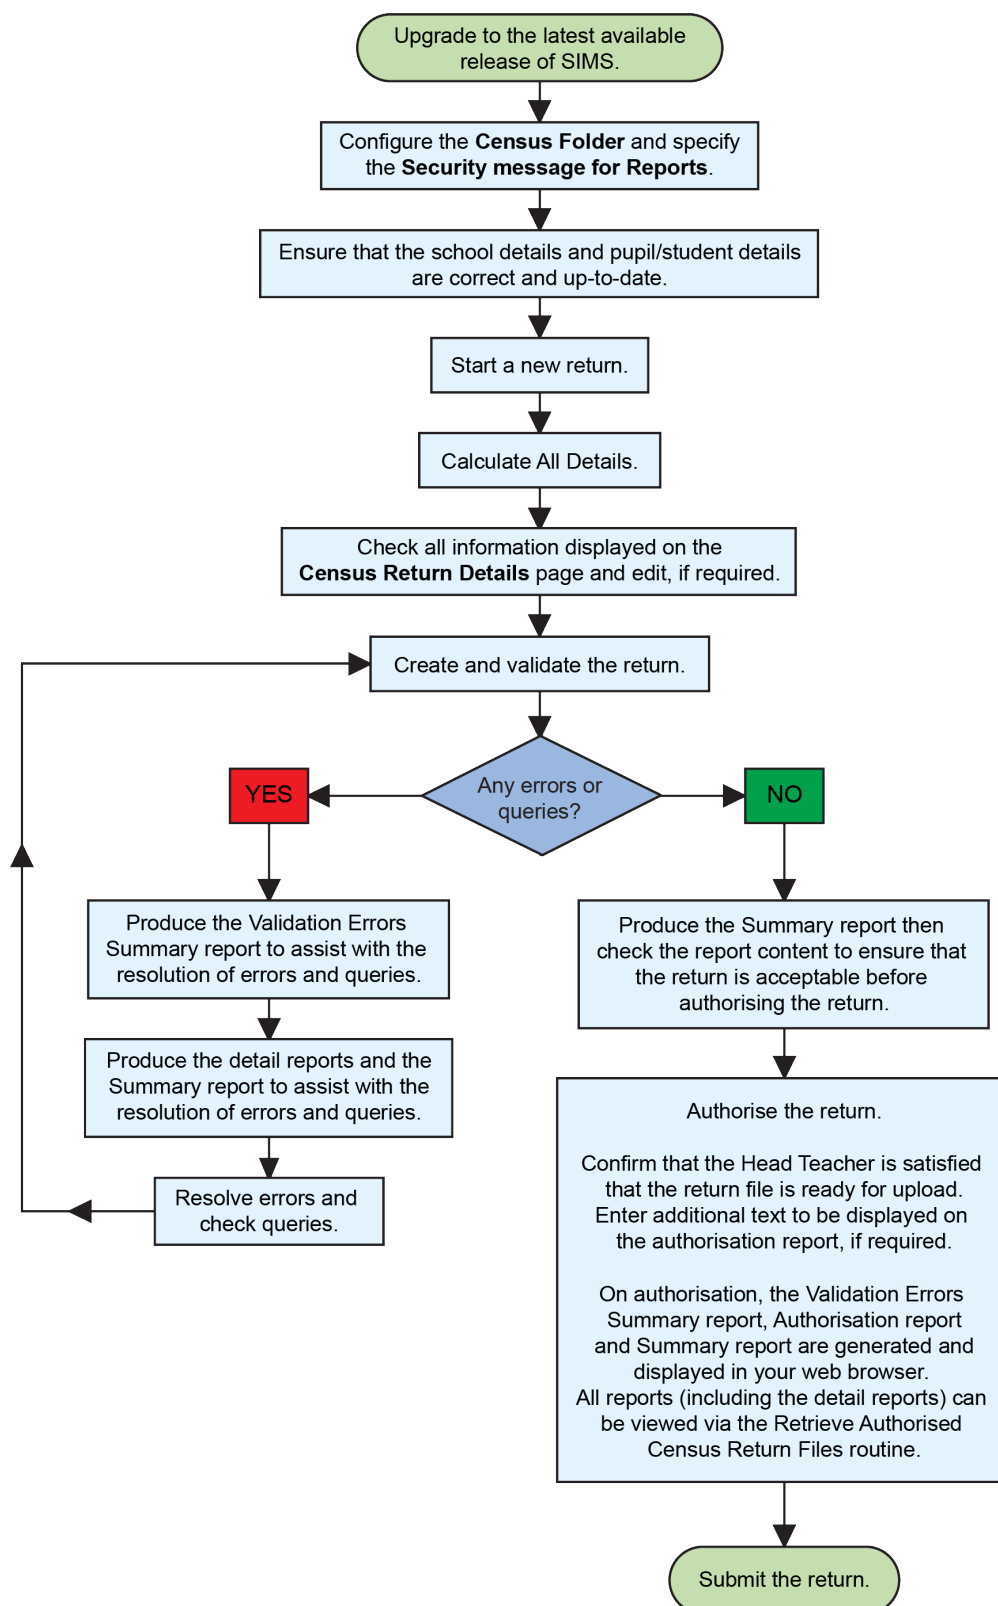 Upgrade to the latest available
release of SIMS.
Configure the Census Folder and specify
the Security message for Reports.
Ensure that the school details and pupil/student details
are correct and up-to-date.
Start a new return.
Calculate All Details.
Check all information displayed on the
Census Return Details page and edit, if required.
Create and validate the return.
Any errors or
queries?
YES
NO
Produce the Validation Errors
Summary report to assist with the
resolution of errors and queries.
Produce the detail reports and the
Summary report to assist with the
resolution of errors and queries.
Resolve errors and
check queries.
Produce the Summary report then
check the report content to ensure that
the return is acceptable before
authorising the return.
Authorise the return.
Confirm that the Head Teacher is satisfied
that the return file is ready for upload.
Enter additional text to be displayed on
the authorisation report, if required.
On authorisation, the Validation Errors
Summary report, Authorisation report
and Summary report are generated and
displayed in your web browser.
All reports (including the detail reports) can
be viewed via the Retrieve Authorised
Census Return Files routine.
Submit the return.